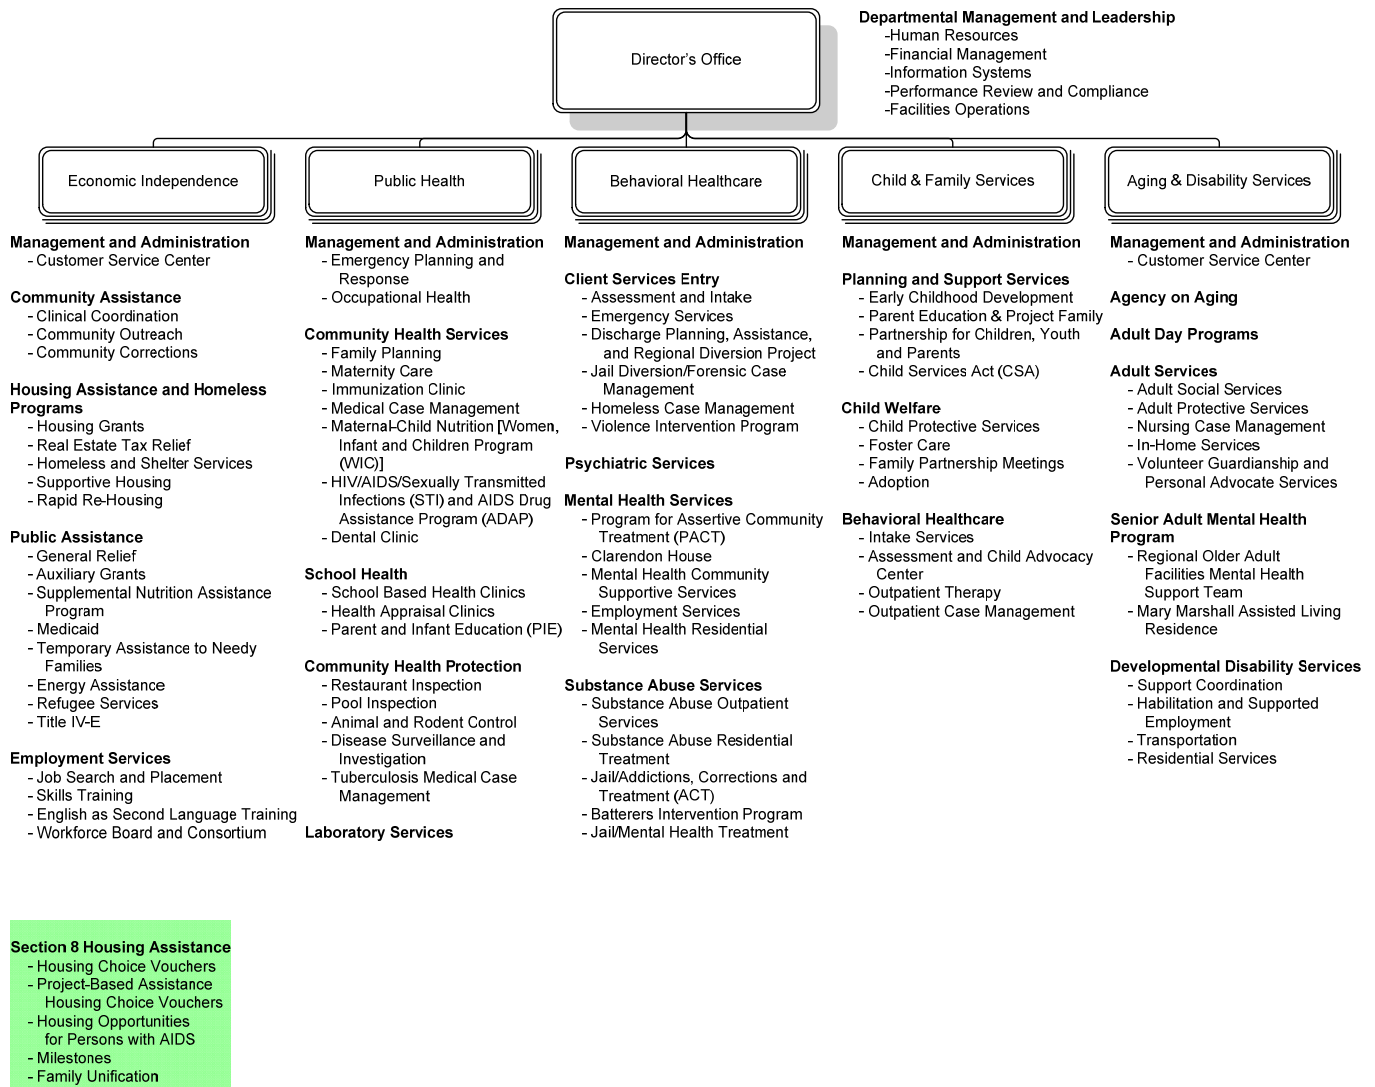 Director's Office
Departmental Management and Leadership
-Human Resources
-Financial Management
-Information Systems
-Performance Review and Compliance
-Facilities Operations
Economic Independence
Management and Administration
- Customer Service Center
Community Assistance
- Clinical Coordination
- Community Outreach
- Community Corrections
Housing Assistance and Homeless
Programs
- Housing Grants
- Real Estate Tax Relief
- Homeless and Shelter Services
- Supportive Housing
- Rapid Re-Housing
Public Assistance
- General Relief
- Auxiliary Grants
- Supplemental Nutrition Assistance
Program
- Medicaid
- Temporary Assistance to Needy
Families
- Energy Assistance
- Refugee Services
- Title IV-E
Employment Services
- Job Search and Placement
- Skills Training
- English as Second Language Training
- Workforce Board and Consortium
Section 8 Housing Assistance
- Housing Choice Vouchers
- Project-Based Assistance
Housing Choice Vouchers
- Housing Opportunities
for Persons with AIDS
- Milestones
- Family Unification
Public Health
Management and Administration
- Emergency Planning and
Response
- Occupational Health
Community Health Services
- Family Planning
- Maternity Care
- Immunization Clinic
- Medical Case Management
- Maternal-Child Nutrition [Women,
Infant and Children Program
(WIC)]
- HIV/AIDS/Sexually Transmitted
Infections (STI) and AIDS Drug
Assistance Program (ADAP)
- Dental Clinic
School Health
- School Based Health Clinics
- Health Appraisal Clinics
- Parent and Infant Education (PIE)
Community Health Protection
- Restaurant Inspection
- Pool Inspection
- Animal and Rodent Control
- Disease Surveillance and
Investigation
- Tuberculosis Medical Case
Management
Laboratory Services
Behavioral Healthcare
Management and Administration
Client Services Entry
- Assessment and Intake
- Emergency Services
- Discharge Planning, Assistance,
and Regional Diversion Project
- Jail Diversion/Forensic Case
Management
- Homeless Case Management
- Violence Intervention Program
Psychiatric Services
Mental Health Services
- Program for Assertive Community
Treatment (PACT)
- Clarendon House
- Mental Health Community
Supportive Services
- Employment Services
- Mental Health Residential
Services
Substance Abuse Services
- Substance Abuse Outpatient
Services
- Substance Abuse Residential
Treatment
- Jail/Addictions, Corrections and
Treatment (ACT)
- Batterers Intervention Program
- Jail/Mental Health Treatment
Child & Family Services
Management and Administration
Planning and Support Services
- Early Childhood Development
- Parent Education & Project Family
- Partnership for Children, Youth
and Parents
- Child Services Act (CSA)
Child Welfare
- Child Protective Services
- Foster Care
- Family Partnership Meetings
- Adoption
Behavioral Healthcare
- Intake Services
- Assessment and Child Advocacy
Center
- Outpatient Therapy
- Outpatient Case Management
Aging & Disability Services
Management and Administration
- Customer Service Center
Agency on Aging
Adult Day Programs
Adult Services
- Adult Social Services
- Adult Protective Services
- Nursing Case Management
- In-Home Services
- Volunteer Guardianship and
Personal Advocate Services
Senior Adult Mental Health
Program
- Regional Older Adult
Facilities Mental Health
Support Team
- Mary Marshall Assisted Living
Residence
Developmental Disability Services
- Support Coordination
- Habilitation and Supported
Employment
- Transportation
- Residential Services